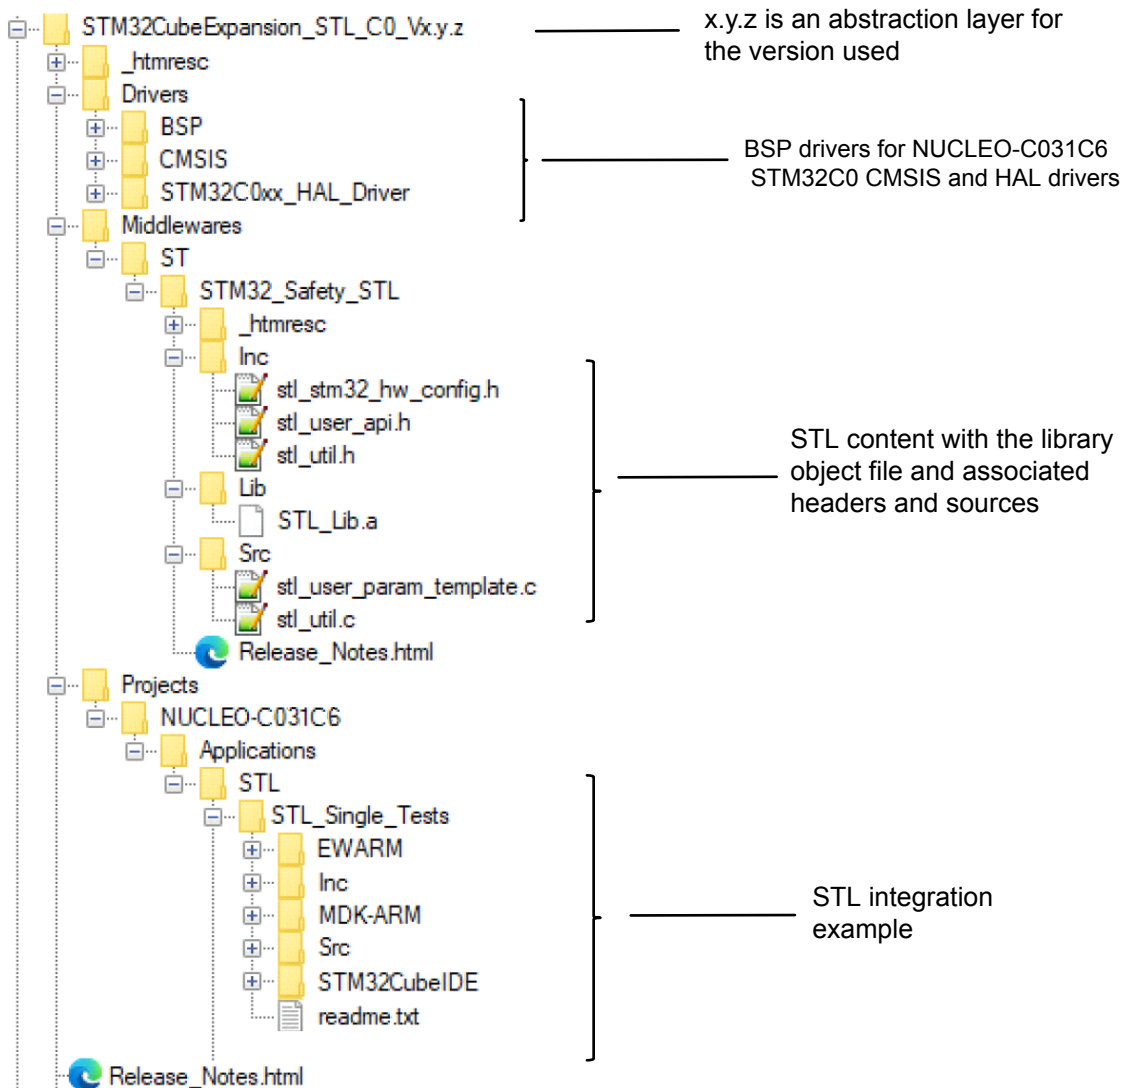 STM32CubeExpansion_STL_C0_Vx.y.z
x.y.z is an abstraction layer for
the version used
_htmresc
Drivers
BSP
CMSIS
STM32C0xx_HAL_Driver
BSP drivers for NUCLEO-C031C6
STM32C0 CMSIS and HAL drivers
Middlewares
ST
STM32_Safety_STL
_htmresc
Inc
stl_stm32_hw_config.h
stl_user_api.h
stl_util.h
Lib
STL_Lib.a
Src
stl_user_param_template.c
stl_util.c
Release_Notes.html
STL content with the library
object file and associated
headers and sources
Projects
NUCLEO-C031C6
Applications
STL
STL_Single_Tests
EWARM
Inc
MDK-ARM
Src
STM32CubeIDE
readme.txt
STL integration
example
Release_Notes.html